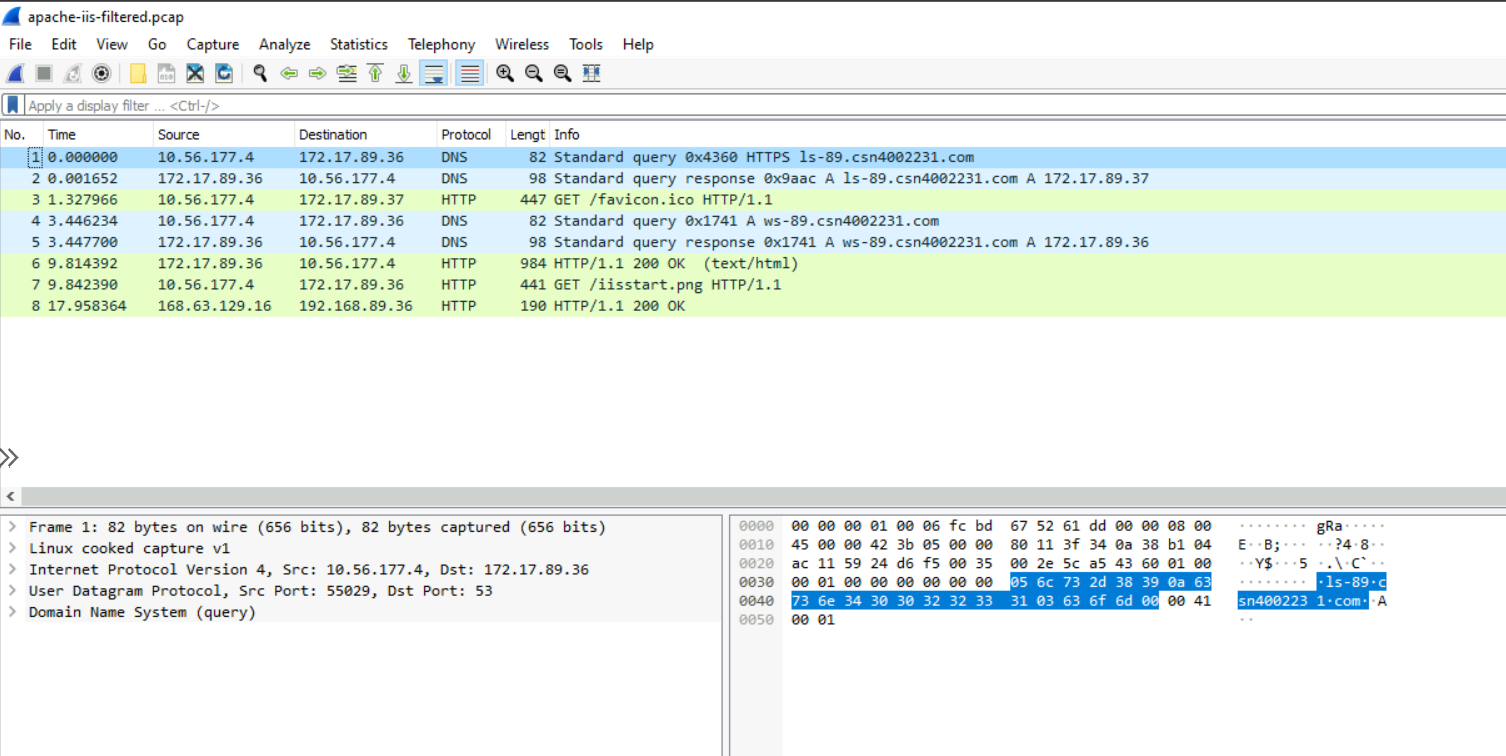 apache-iis-filtered.pcap
File Edit View Go Capture Analyze Statistics Telephony Wireless Tools Help
Apply a display filter ... <Ctrl-/>
No. Time Source Destination Protocol Lengt Info
1 0.000000 10.56.177.4 172.17.89.36 DNS 82 Standard query 0x4360 HTTPS ls-89.csn4002231.com
2 0.001652 172.17.89.36 10.56.177.4 DNS 98 Standard query response 0x9aac A ls-89.csn4002231.com A 172.17.89.37
3 1.327966 10.56.177.4 172.17.89.37 HTTP 447 GET /favicon.ico HTTP/1.1
4 3.446234 10.56.177.4 172.17.89.36 DNS 82 Standard query 0x1741 A ws-89.csn4002231.com
5 3.447700 172.17.89.36 10.56.177.4 DNS 98 Standard query response 0x1741 A ws-89.csn4002231.com A 172.17.89.36
6 9.814392 172.17.89.36 10.56.177.4 HTTP 984 HTTP/1.1 200 OK (text/html)
7 9.842390 10.56.177.4 172.17.89.36 HTTP 441 GET /iisstart.png HTTP/1.1
8 17.958364 168.63.129.16 192.168.89.36 HTTP 190 HTTP/1.1 200 OK
Frame 1: 82 bytes on wire (656 bits), 82 bytes captured (656 bits)
Linux cooked capture v1
Internet Protocol Version 4, Src: 10.56.177.4, Dst: 172.17.89.36
User Datagram Protocol, Src Port: 55029, Dst Port: 53
Domain Name System (query)
0000 00 00 00 01 00 06 fc bd 67 52 61 dd 00 00 08 00 ········ gRa·····
0010 45 00 00 42 3b 05 00 00 80 11 3f 34 0a 38 b1 04 E··B;··· ··?4·8··
0020 ac 11 59 24 d6 f5 00 35 00 2e 5c a5 43 60 01 00 ··Y$···5 ·.\·C`··
0030 00 01 00 00 00 00 00 00 05 6c 73 2d 38 39 0a 63 ········ ·ls-89·c
0040 73 6e 34 30 30 32 32 33 31 03 63 6f 6d 00 00 41 sn400223 1·com··A
0050 00 01 ··